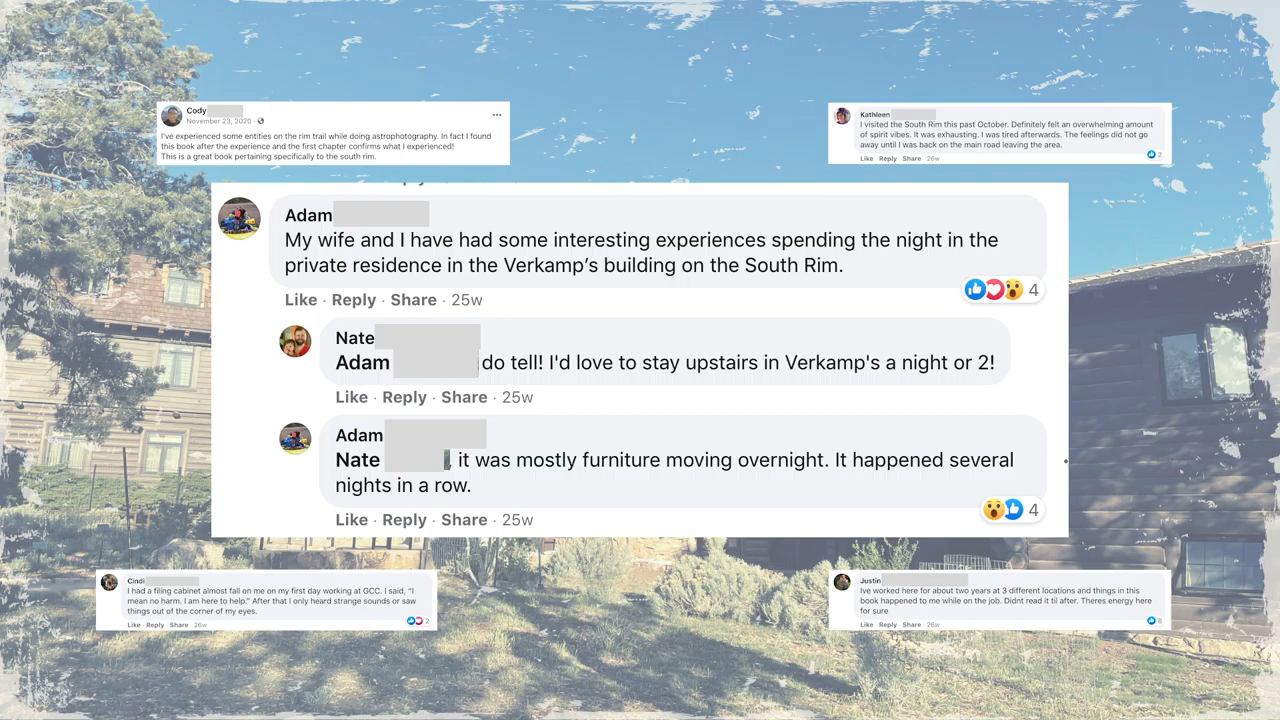 Cody
November 23, 2020 ·
I've experienced some entities on the rim trail while doing astrophotography. In fact I found
this book after the experience and the first chapter confirms what I experienced!
This is a great book pertaining specifically to the south rim.
Kathleen
I visited the South Rim this past October. Definitely felt an overwhelming amount
of spirit vibes. It was exhausting. I was tired afterwards. The feelings did not go
away until I was back on the main road leaving the area.
Like · Reply · Share · 26w
2
Adam
My wife and I have had some interesting experiences spending the night in the
private residence in the Verkamp's building on the South Rim.
4
Like · Reply · Share · 25w
Nate
Adam do tell! I'd love to stay upstairs in Verkamp's a night or 2!
Like · Reply · Share · 25w
Adam
Nate , it was mostly furniture moving overnight. It happened several
nights in a row.
4
Like · Reply · Share · 25w
Cindi
I had a filing cabinet almost fall on me on my first day working at GCC. I said, "I
mean no harm. I am here to help." After that I only heard strange sounds or saw
things out of the corner of my eyes.
Like · Reply · Share · 26w
2
Justin
Ive worked here for about two years at 3 different locations and things in this
book happened to me while on the job. Didnt read it til after. Theres energy here
for sure
Like · Reply · Share · 26w
8